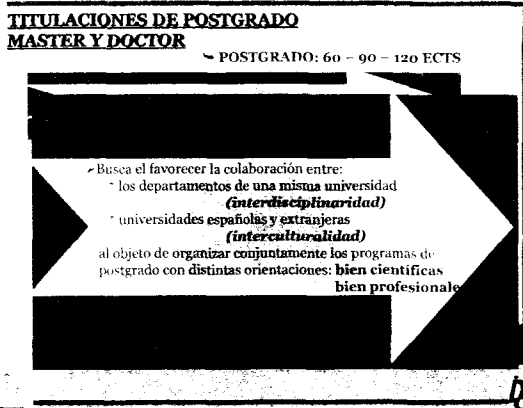 TITULACIONES DE POSTGRADO
MASTER Y DOCTOR
POSTGRADO: 60 – 90 – 120 ECTS
Busca el favorecer la colaboración entre:
los departamentos de una misma universidad
(interdisciplinaridad)
universidades españolas y extranjeras
(interculturalidad)
al objeto de organizar conjuntamente los programas de
postgrado con distintas orientaciones: bien científicas
bien profesionale